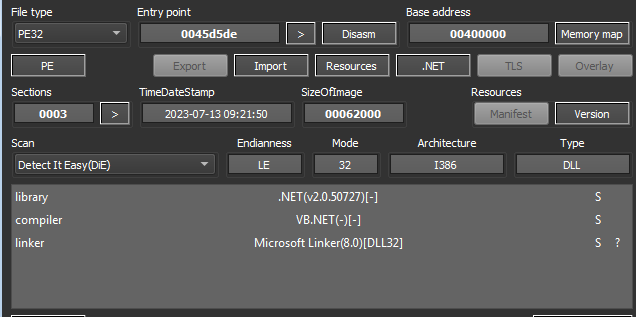 File type Entry point Base address
PE32 0045d5de > Disasm 00400000 Memory map
PE Export Import Resources .NET TLS Overlay
Sections TimeDateStamp SizeOfImage Resources
0003 > 2023-07-13 09:21:50 00062000 Manifest Version
Scan Endianness Mode Architecture Type
Detect It Easy(DiE) LE 32 I386 DLL
library .NET(v2.0.50727)[-] S
compiler VB.NET(-)[-] S
linker Microsoft Linker(8.0)[DLL32] S ?